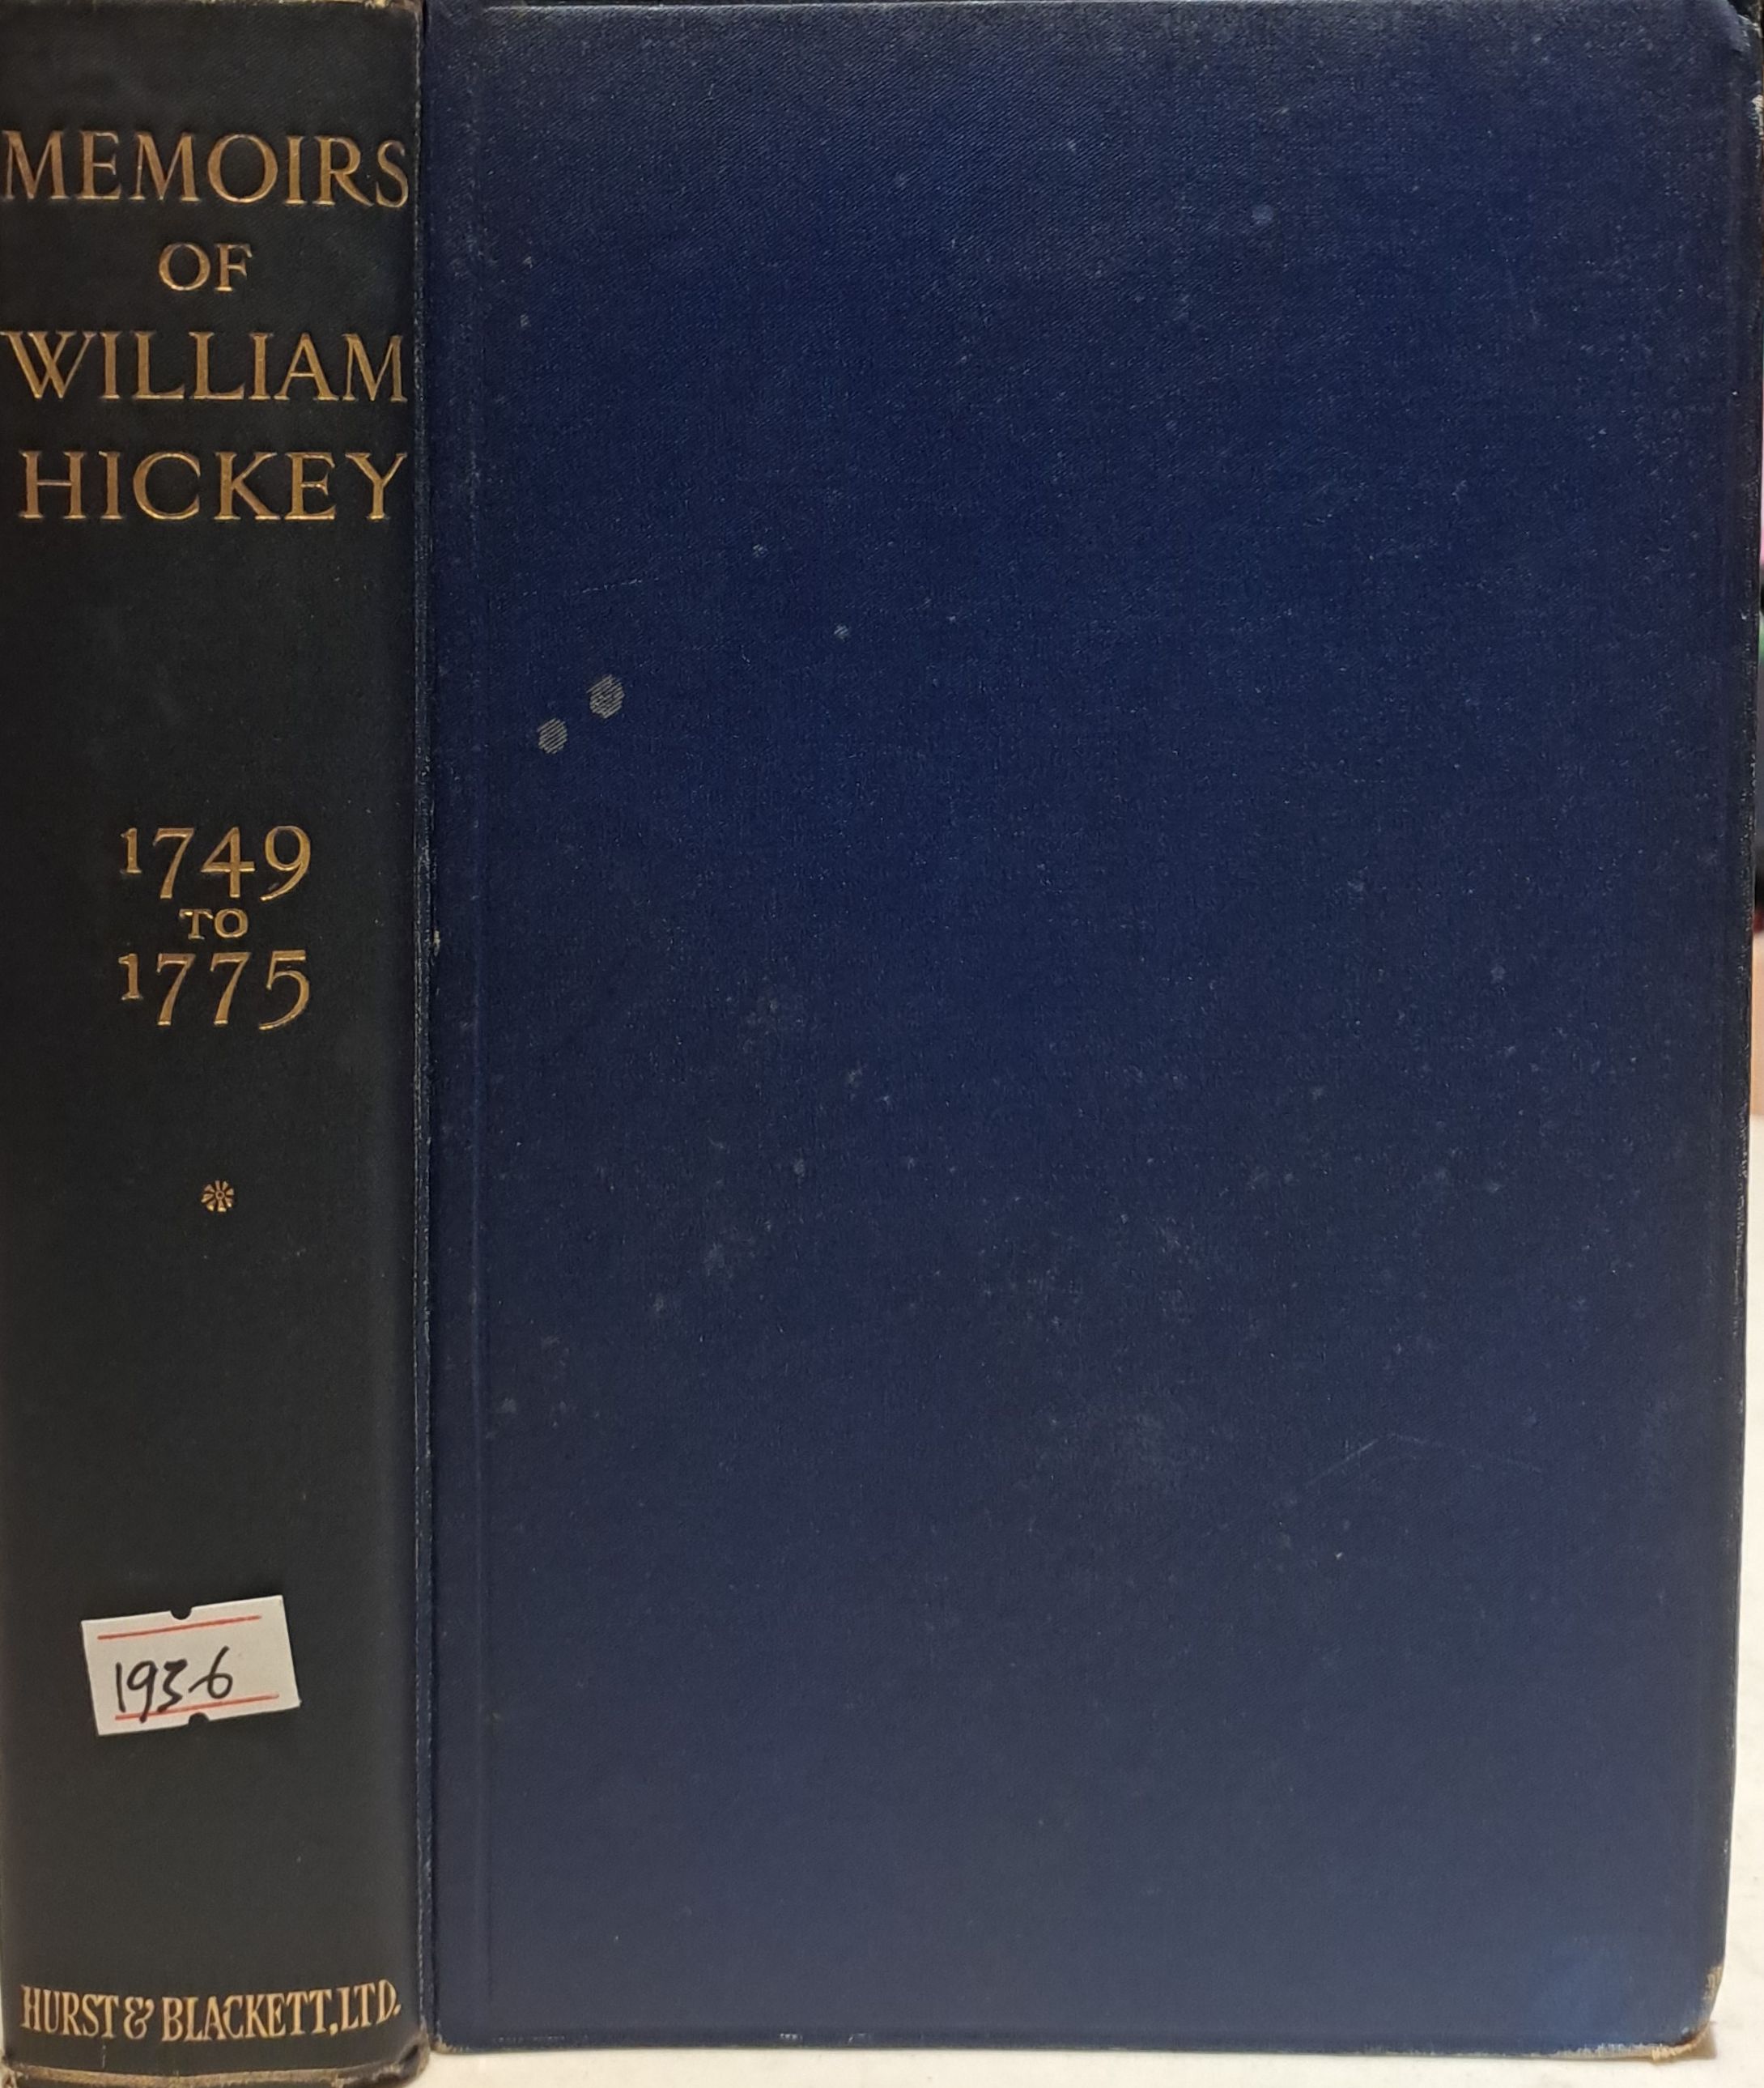 MEMOIRS
OF
WILLIAM
HICKEY
1749
TO
1775
1936
HURST & BLACKETT, LTD.